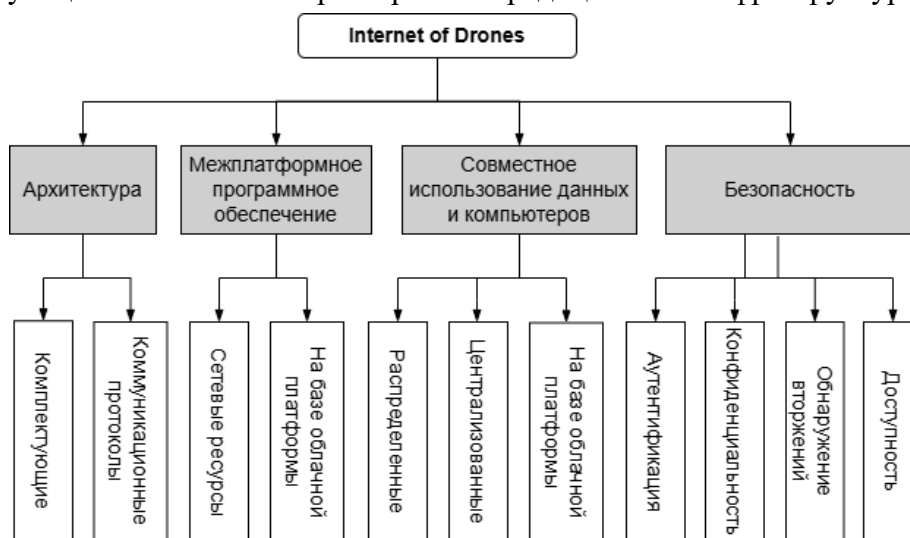 Internet of Drones
Архитектура
Межплатформное
программное
обеспечение
Совместное
использование данных
и компьютеров
Безопасность
Комплектующие
Коммуникационные
протоколы
Сетевые ресурсы
На базе облачной
платформы
Распределенные
Централизованные
На базе облачной
платформы
Аутентификация
Конфиденциальность
Обнаружение
вторжений
Доступность